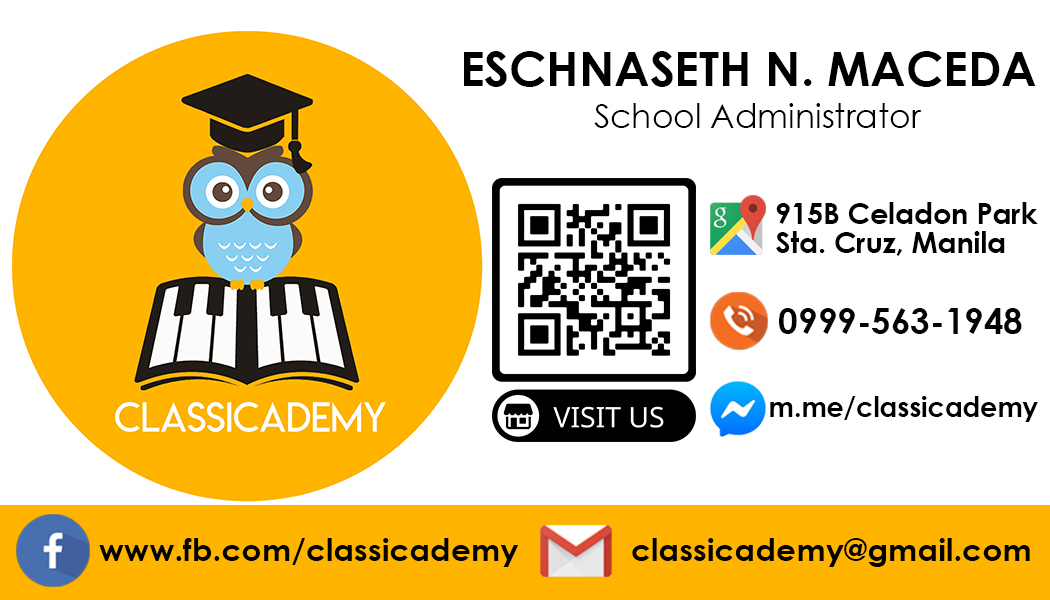 ESCHNASETH N. MACEDA
School Administrator
CLASSICADEMY
VISIT US
g
915B Celadon Park
Sta. Cruz, Manila
0999-563-1948
m.me/classicademy
f
www.fb.com/classicademy
classicademy@gmail.com